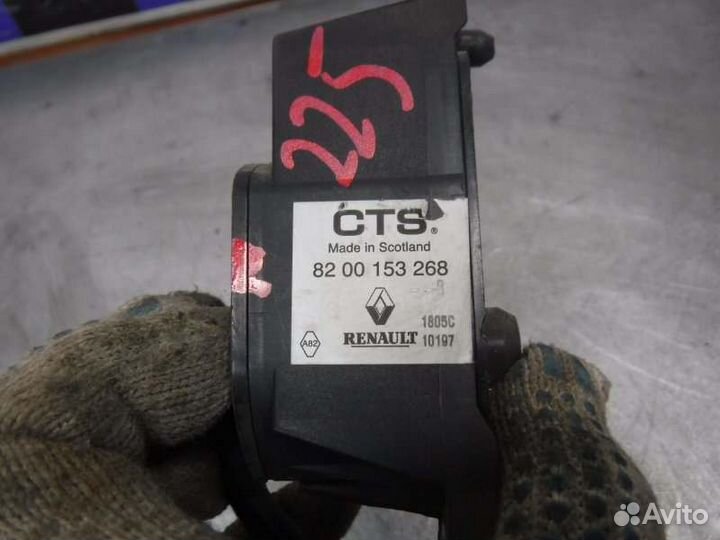 225
CTS®
Made in Scotland
82 00 153 268
1805C
A82
RENAULT 10197
Avito